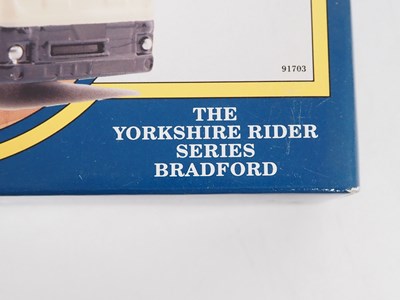 91703
THE
YORKSHIRE RIDER
SERIES
BRADFORD